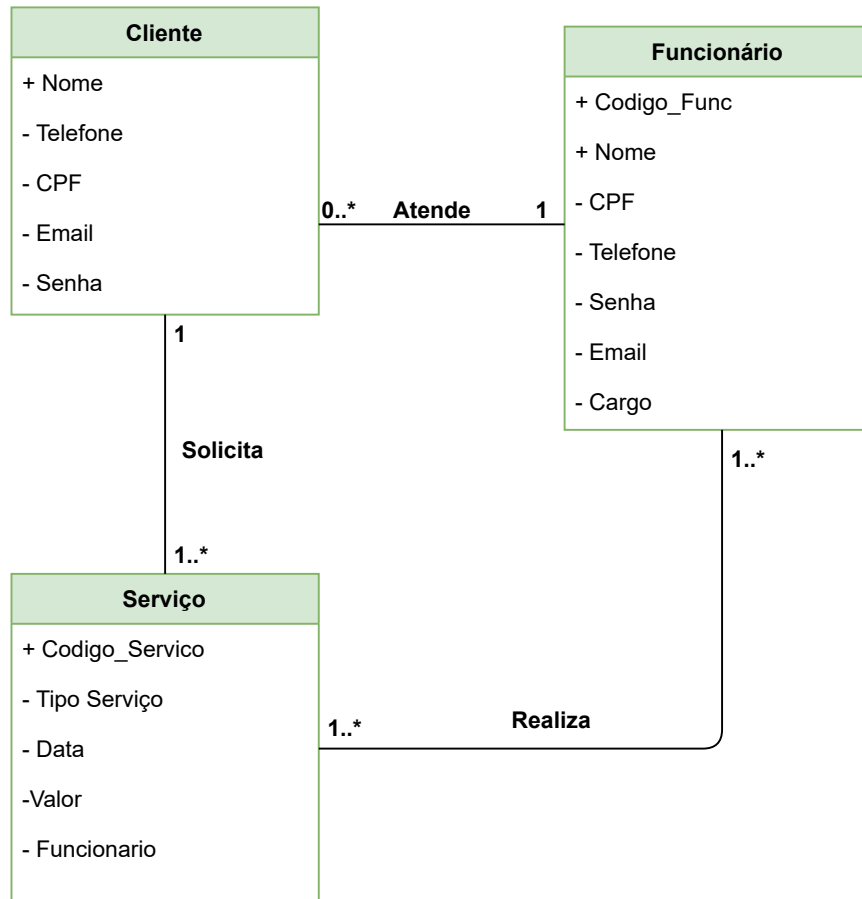 Cliente
+ Nome
- Telefone
- CPF
- Email
- Senha
Funcionário
+ Codigo_Func
+ Nome
- CPF
- Telefone
- Senha
- Email
- Cargo
0..* Atende 1
1
Solicita
1..*
1..*
Serviço
+ Codigo_Servico
- Tipo Serviço
- Data
-Valor
- Funcionario
1..*
Realiza